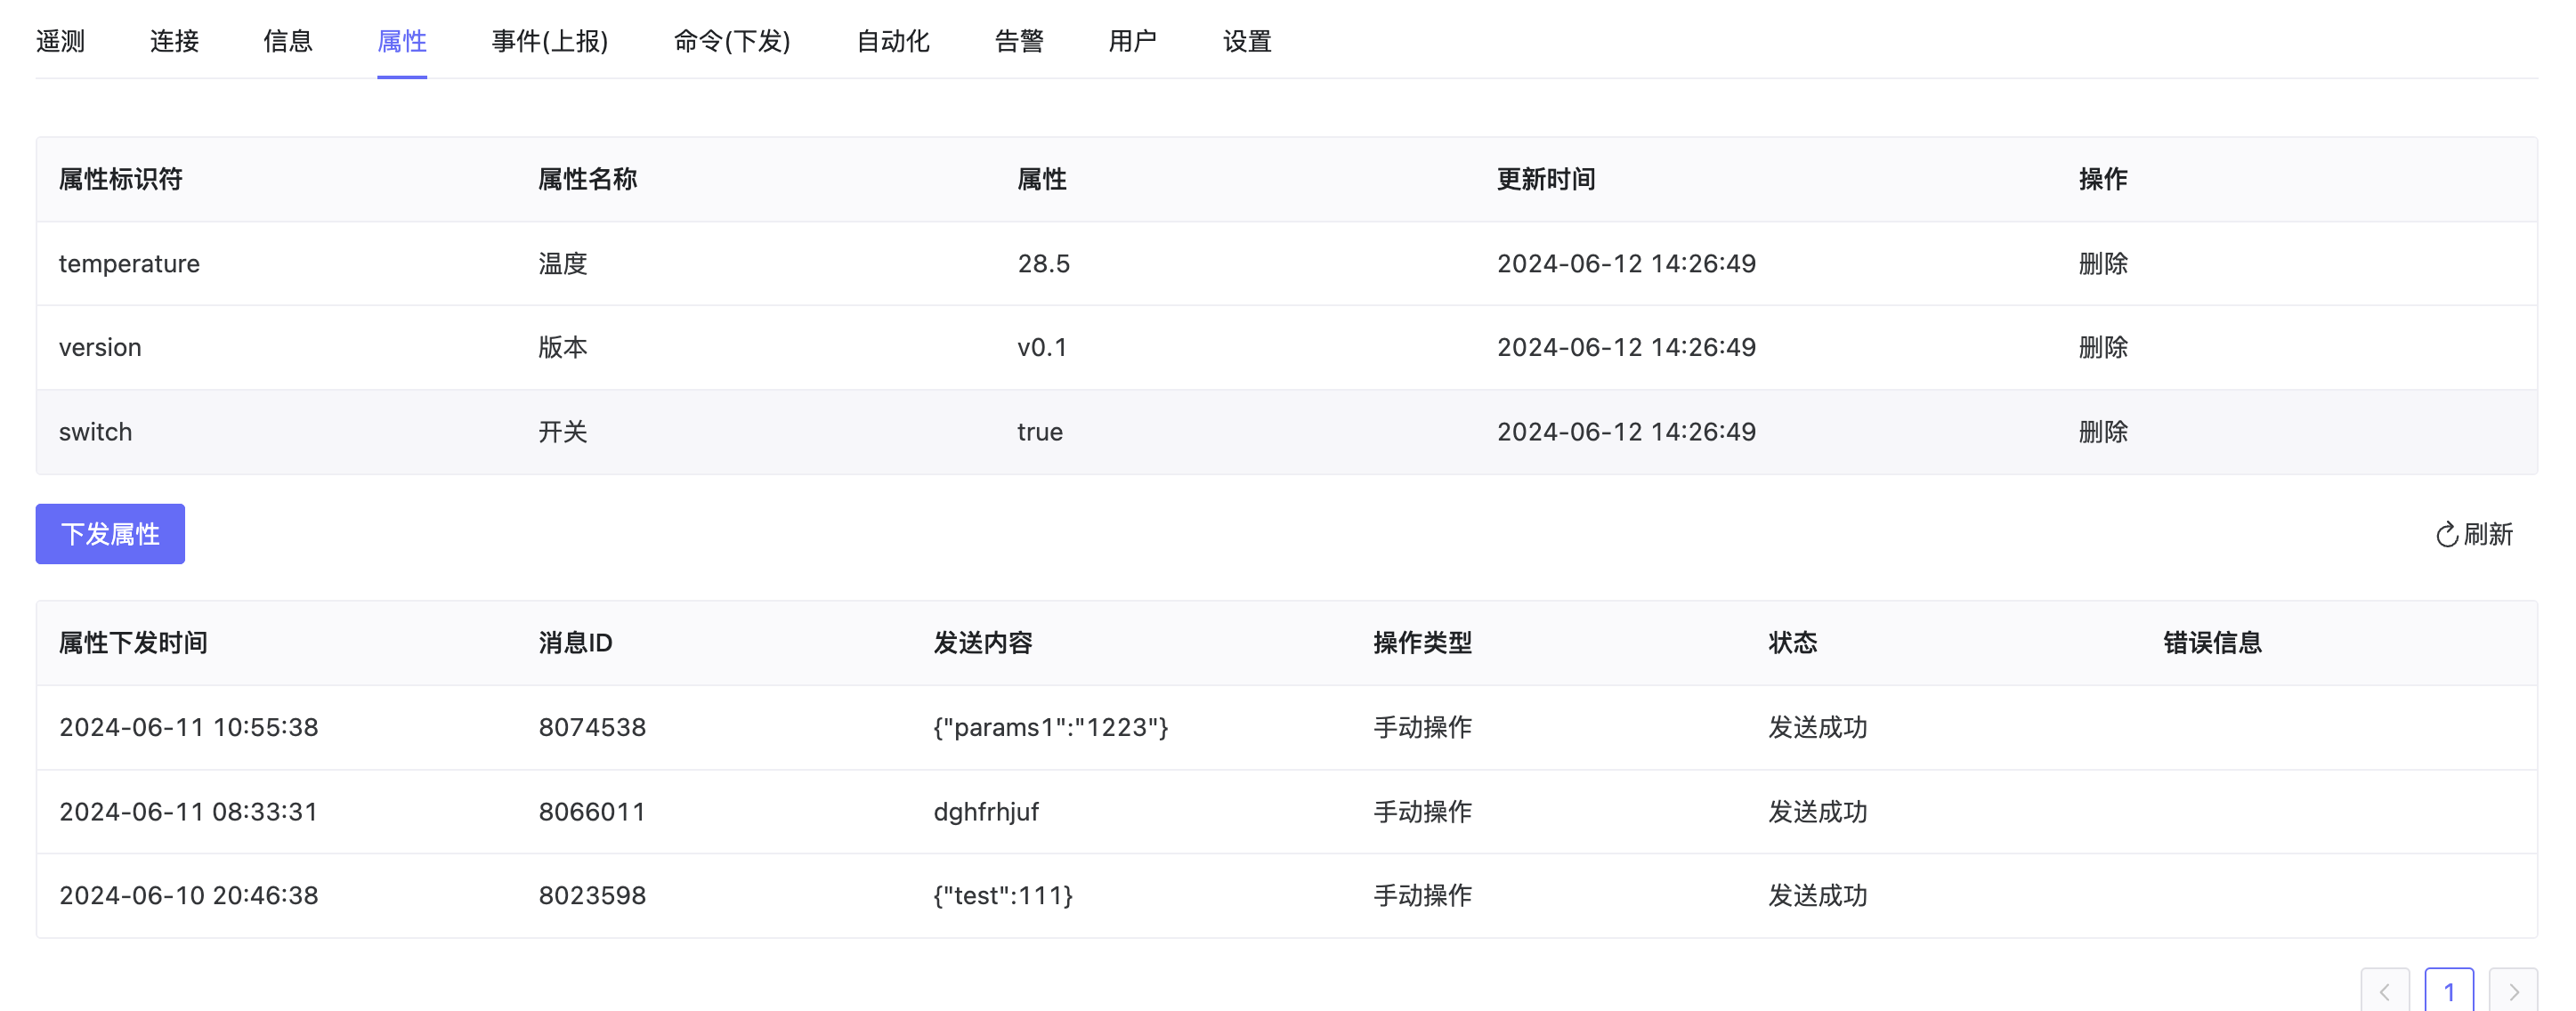 遥测 连接 信息 属性 事件(上报) 命令(下发) 自动化 告警 用户 设置
属性标识符 属性名称 属性 更新时间 操作
temperature 温度 28.5 2024-06-12 14:26:49 删除
version 版本 v0.1 2024-06-12 14:26:49 删除
switch 开关 true 2024-06-12 14:26:49 删除
下发属性 刷新
属性下发时间 消息ID 发送内容 操作类型 状态 错误信息
2024-06-11 10:55:38 8074538 {"params1":"1223"} 手动操作 发送成功
2024-06-11 08:33:31 8066011 dghfrhjuf 手动操作 发送成功
2024-06-10 20:46:38 8023598 {"test":111} 手动操作 发送成功
1